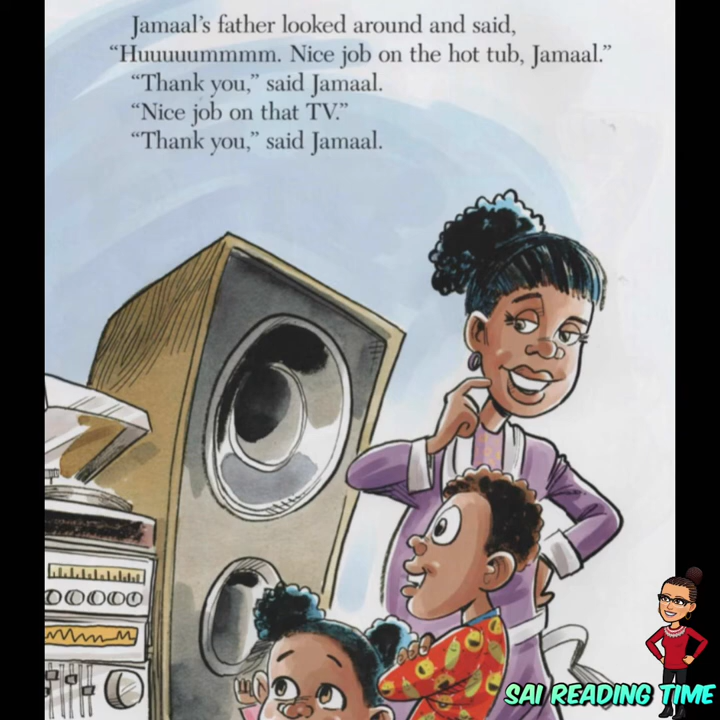 Jamaal’s father looked around and said,
“Huuuuummmmm. Nice job on the hot tub, Jamaal.”
“Thank you,” said Jamaal.
“Nice job on that TV.”
“Thank you,” said Jamaal.
SAI READING TIME